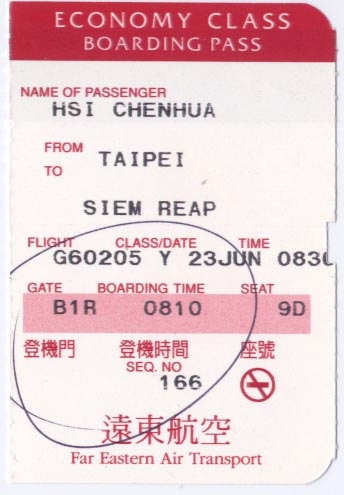 ECONOMY CLASS
BOARDING PASS
NAME OF PASSENGER
HSI CHENHUA
FROM TAIPEI
TO
SIEM REAP
FLIGHT CLASS/DATE TIME
G60205 Y 23JUN 0830
GATE BOARDING TIME SEAT
B1R 0810 9D
登機門 登機時間 座號
SEQ. NO
166
遠東航空
Far Eastern Air Transport